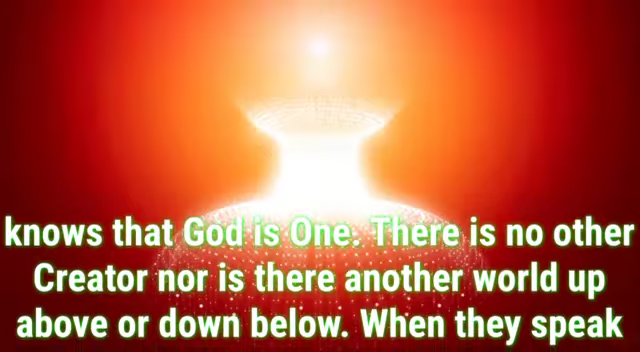 knows that God is One. There is no other
Creator nor is there another world up
above or down below. When they speak